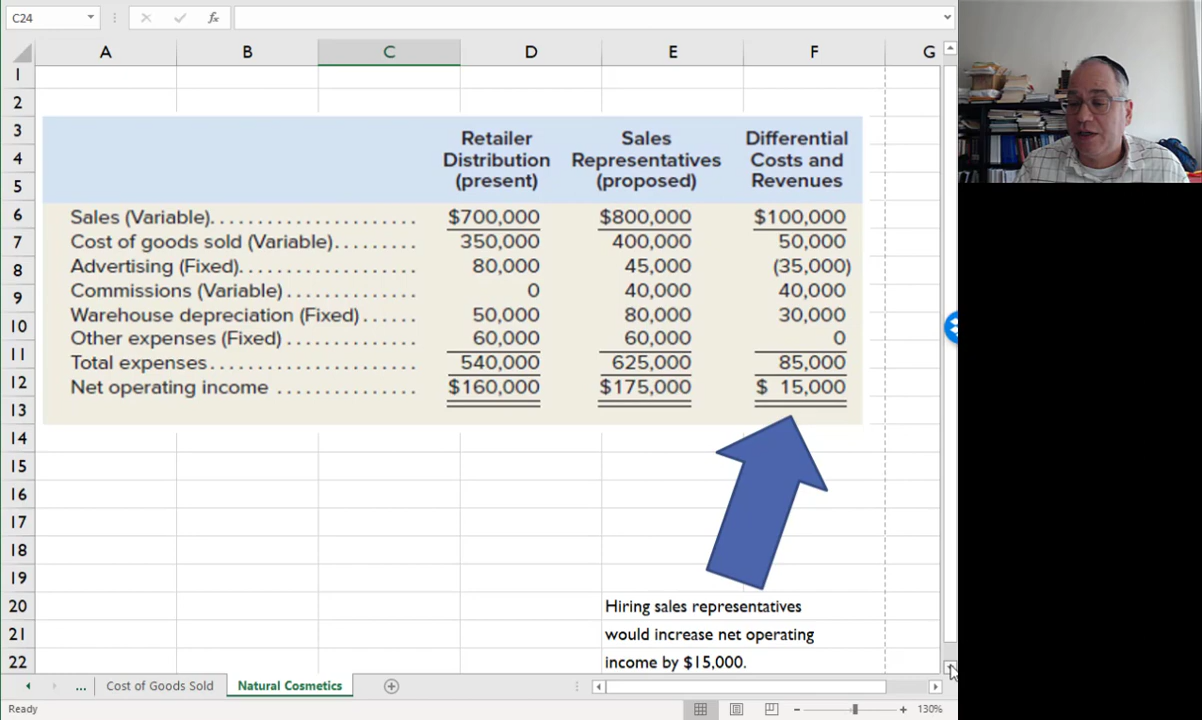 C24
fx
A B C D E F G
1
2
3 Retailer Sales Differential
4 Distribution Representatives Costs and
5 (present) (proposed) Revenues
6 Sales (Variable)...................... $700,000 $800,000 $100,000
7 Cost of goods sold (Variable)......... 350,000 400,000 50,000
8 Advertising (Fixed)................... 80,000 45,000 (35,000)
9 Commissions (Variable).............. 0 40,000 40,000
10 Warehouse depreciation (Fixed)...... 50,000 80,000 30,000
11 Other expenses (Fixed) .............. 60,000 60,000 0
Total expenses...................... 540,000 625,000 85,000
12 Net operating income ............... $160,000 $175,000 $ 15,000
13
14
15
16
17
18
19
20 Hiring sales representatives
21 would increase net operating
22 income by $15,000.
... Cost of Goods Sold Natural Cosmetics
Ready 130%